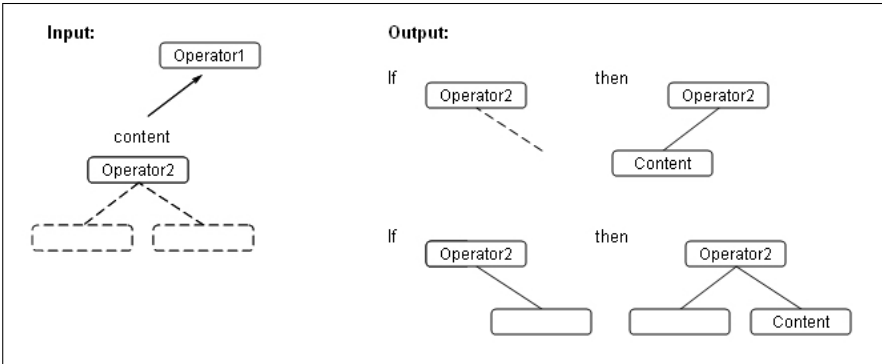 Input:
Operator1
content
Operator2
Output:
If
Operator2
then
Operator2
Content
If
Operator2
then
Operator2
Content